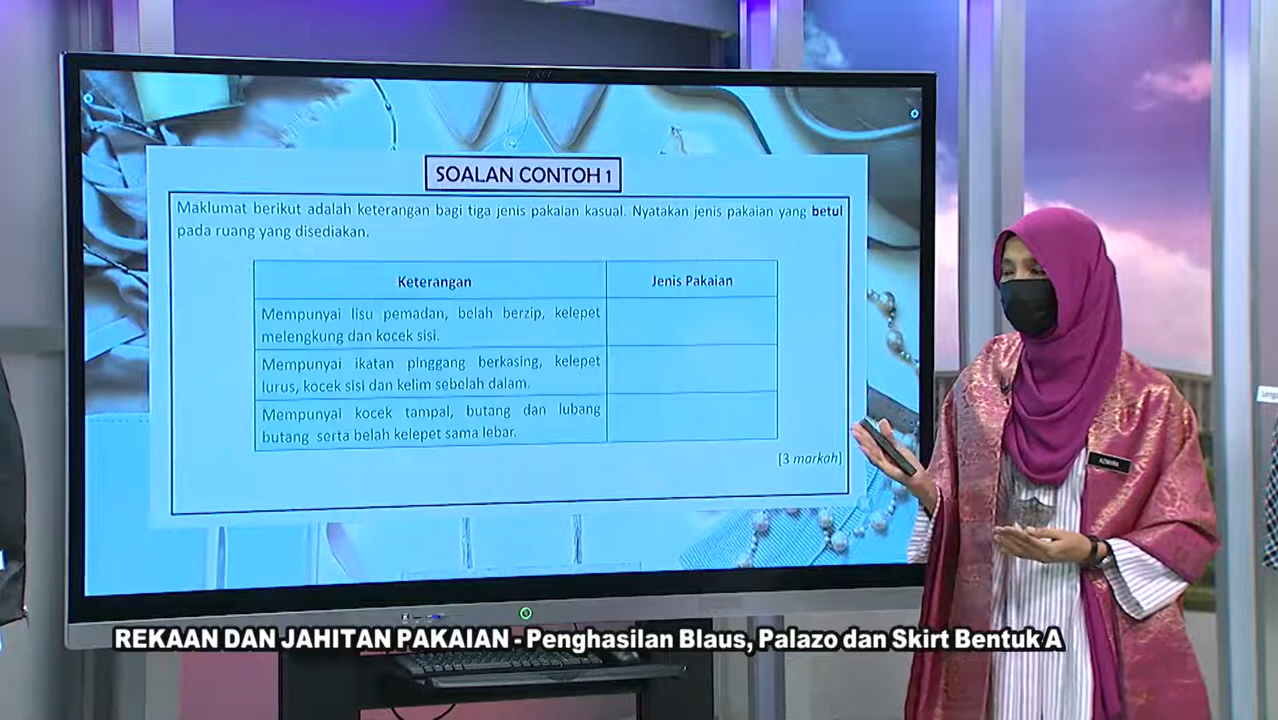 SOALAN CONTOH 1
Maklumat berikut adalah keterangan bagi tiga jenis pakaian kasual. Nyatakan jenis pakaian yang betul
pada ruang yang disediakan.
Keterangan
Jenis Pakaian
Mempunyai lisu pemadan, belah berzip, kelepet
melengkung dan kocek sisi.
Mempunyai ikatan pinggang berkasing, kelepet
lurus, kocek sisi dan kelim sebelah dalam.
Mempunyai kocek tampal, butang dan lubang
butang serta belah kelepet sama lebar.
[3 markah]
AZWIRA
REKAAN DAN JAHITAN PAKAIAN - Penghasilan Blaus, Palazo dan Skirt Bentuk A